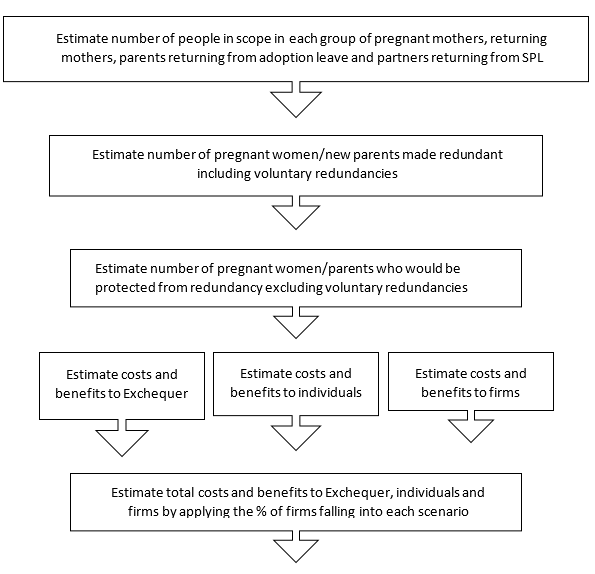 Estimate number of people in scope in each group of pregnant mothers, returning
mothers, parents returning from adoption leave and partners returning from SPL
Estimate number of pregnant women/new parents made redundant
including voluntary redundancies
Estimate number of pregnant women/parents who would be
protected from redundancy excluding voluntary redundancies
Estimate costs and
benefits to Exchequer
Estimate costs and
benefits to individuals
Estimate costs and
benefits to firms
Estimate total costs and benefits to Exchequer, individuals and
firms by applying the % of firms falling into each scenario